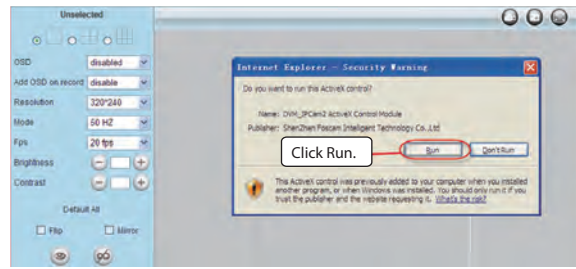 Unselected
OSD disabled
Add OSD on record disable
Resolution 320*240
Mode 50 HZ
Fps 20 fps
Brightness
Contrast
Default All
Flip Mirror
Internet Explorer - Security Warning
Do you want to run this ActiveX control?
Name: DVM_IPCam2 ActiveX Control Module
Publisher: ShenZhen Foscam Intelligent Technology Co.,Ltd
Click Run.
Run Don't Run
This ActiveX control was previously added to your computer when you installed
another program, or when Windows was installed. You should only run it if you
trust the publisher and the website requesting it. What's the risk?